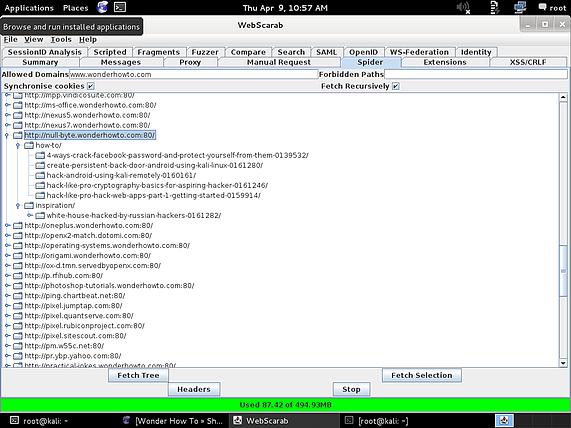 Applications Places Thu Apr 9, 10:57 AM root
Browse and run installed applications
WebScarab
File View Tools Help
SessionID Analysis Scripted Fragments Fuzzer Compare Search SAML OpenID WS-Federation Identity
Summary Messages Proxy Manual Request Spider Extensions XSS/CRLF
Allowed Domains www.wonderhowto.com Forbidden Paths
Synchronise cookies Fetch Recursively
http://mpp.vindicosuite.com:80/
http://ms-office.wonderhowto.com:80/
http://nexus5.wonderhowto.com:80/
http://nexus7.wonderhowto.com:80/
http://null-byte.wonderhowto.com:80/
how-to/
4-ways-crack-facebook-password-and-protect-yourself-from-them-0139532/
create-persistent-back-door-android-using-kali-linux-0161280/
hack-android-using-kali-remotely-0160161/
hack-like-pro-cryptography-basics-for-aspiring-hacker-0161246/
hack-like-pro-hack-web-apps-part-1-getting-started-0159914/
inspiration/
white-house-hacked-by-russian-hackers-0161282/
http://oneplus.wonderhowto.com:80/
http://openx2-match.dotomi.com:80/
http://operating-systems.wonderhowto.com:80/
http://origami.wonderhowto.com:80/
http://ox-d.tmn.servedbyopenx.com:80/
http://p.rfihub.com:80/
http://photoshop-tutorials.wonderhowto.com:80/
http://ping.chartbeat.net:80/
http://pixel.jumptap.com:80/
http://pixel.quantserve.com:80/
http://pixel.rubiconproject.com:80/
http://pixel.sitescout.com:80/
http://pm.w55c.net:80/
http://pr.ybp.yahoo.com:80/
http://practical-jokes.wonderhowto.com:80/
Fetch Tree Fetch Selection
Headers Stop
Used 87.42 of 494.93MB
root@kali: ~ [Wonder How To » Sh... WebScarab [root@kali: ~]